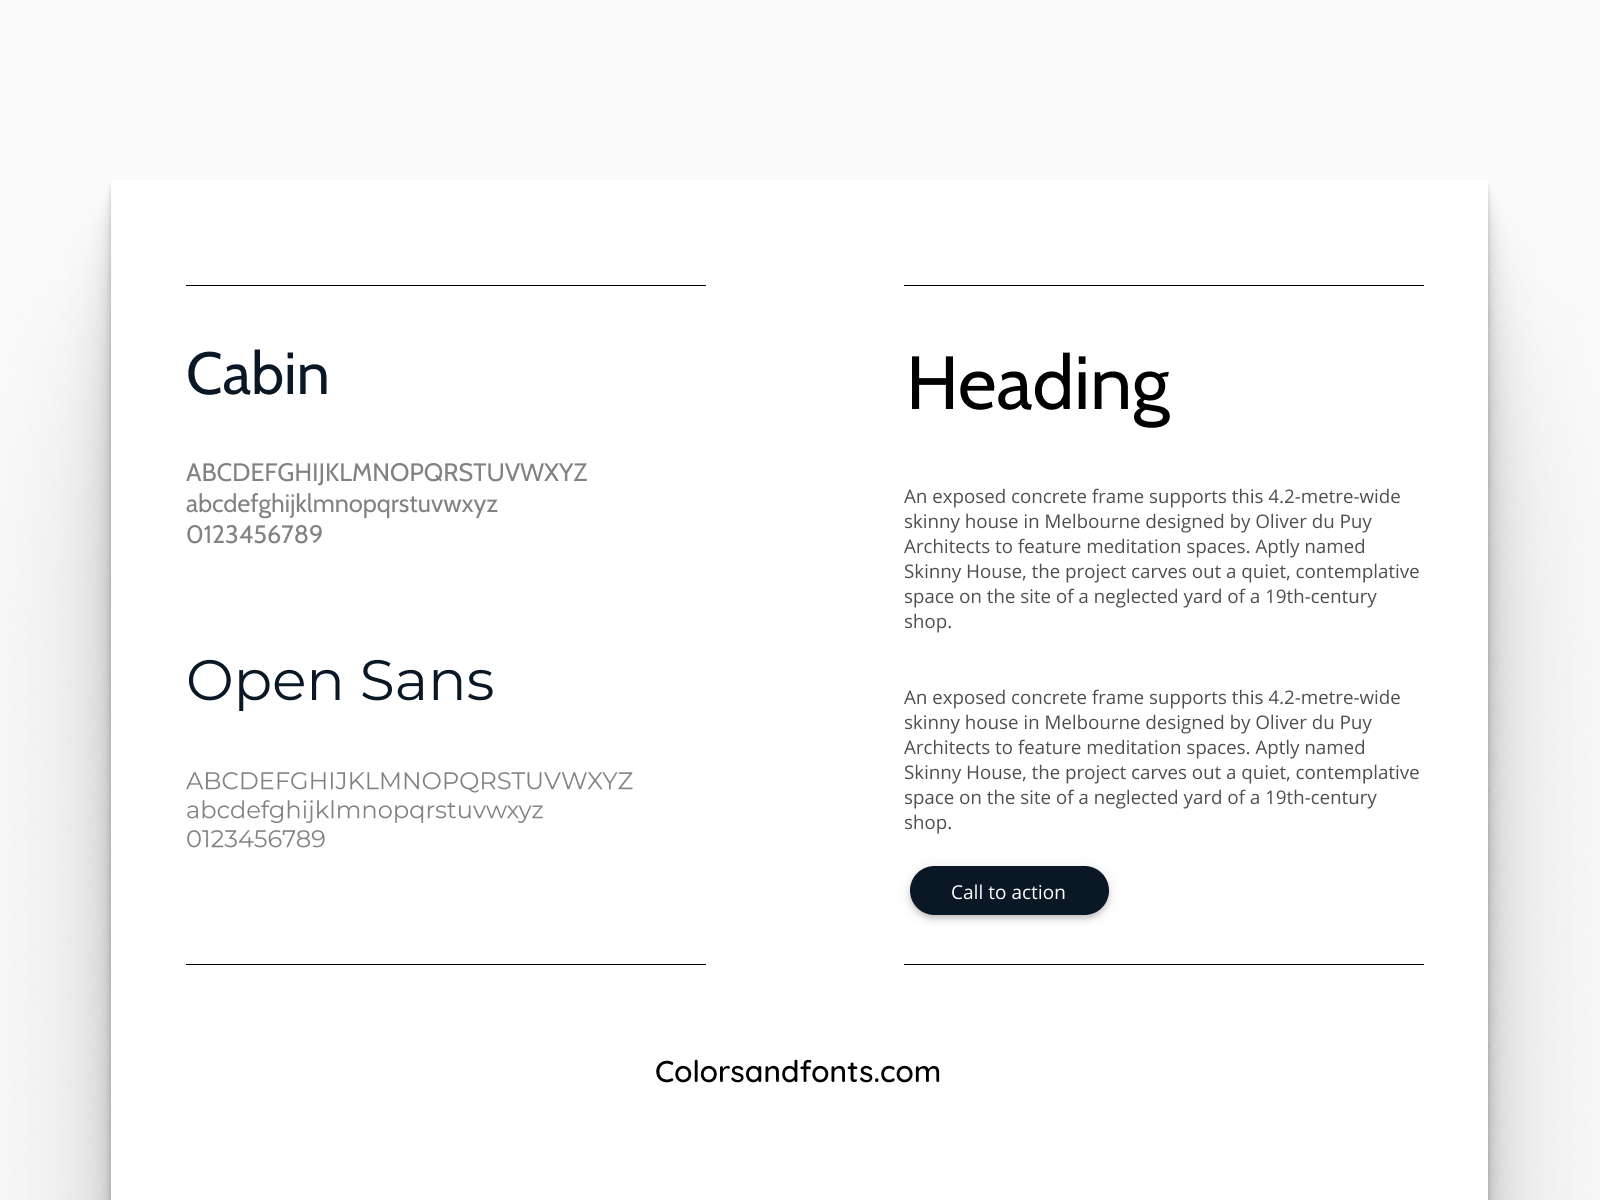 Cabin
ABCDEFGHIJKLMNOPQRSTUVWXYZ
abcdefghijklmnopqrstuvwxyz
0123456789
Open Sans
ABCDEFGHIJKLMNOPQRSTUVWXYZ
abcdefghijklmnopqrstuvwxyz
0123456789
Heading
An exposed concrete frame supports this 4.2-metre-wide
skinny house in Melbourne designed by Oliver du Puy
Architects to feature meditation spaces. Aptly named
Skinny House, the project carves out a quiet, contemplative
space on the site of a neglected yard of a 19th-century
shop.
An exposed concrete frame supports this 4.2-metre-wide
skinny house in Melbourne designed by Oliver du Puy
Architects to feature meditation spaces. Aptly named
Skinny House, the project carves out a quiet, contemplative
space on the site of a neglected yard of a 19th-century
shop.
Call to action
Colorsandfonts.com